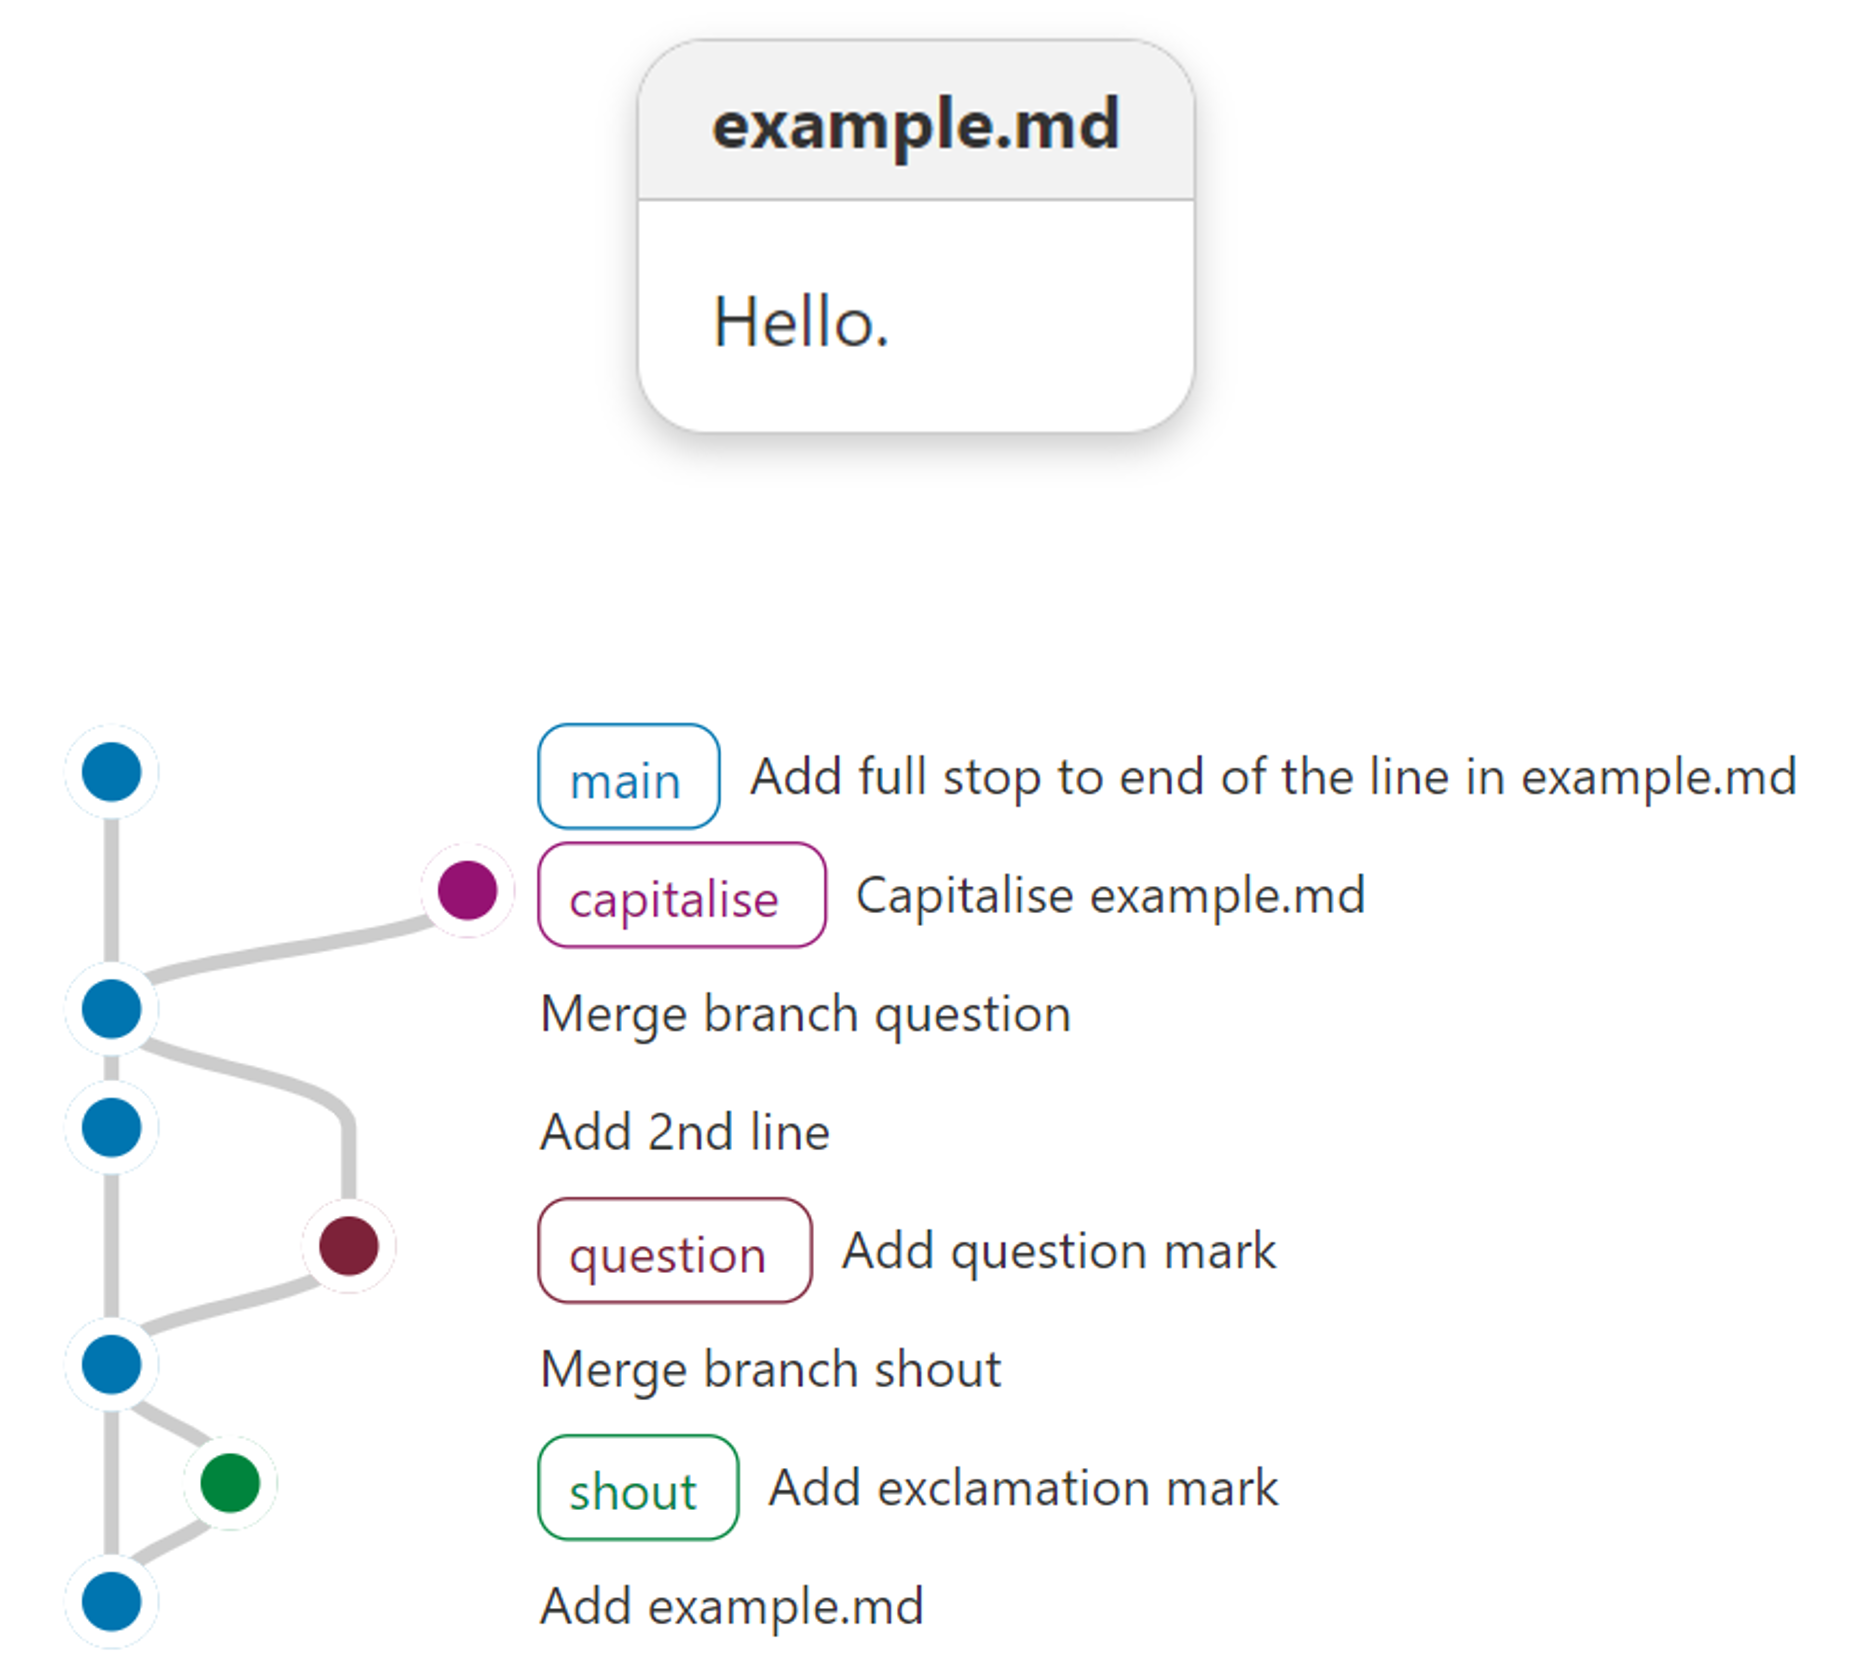 example.md
Hello.
main Add full stop to end of the line in example.md
capitalise Capitalise example.md
Merge branch question
Add 2nd line
question Add question mark
Merge branch shout
shout Add exclamation mark
Add example.md